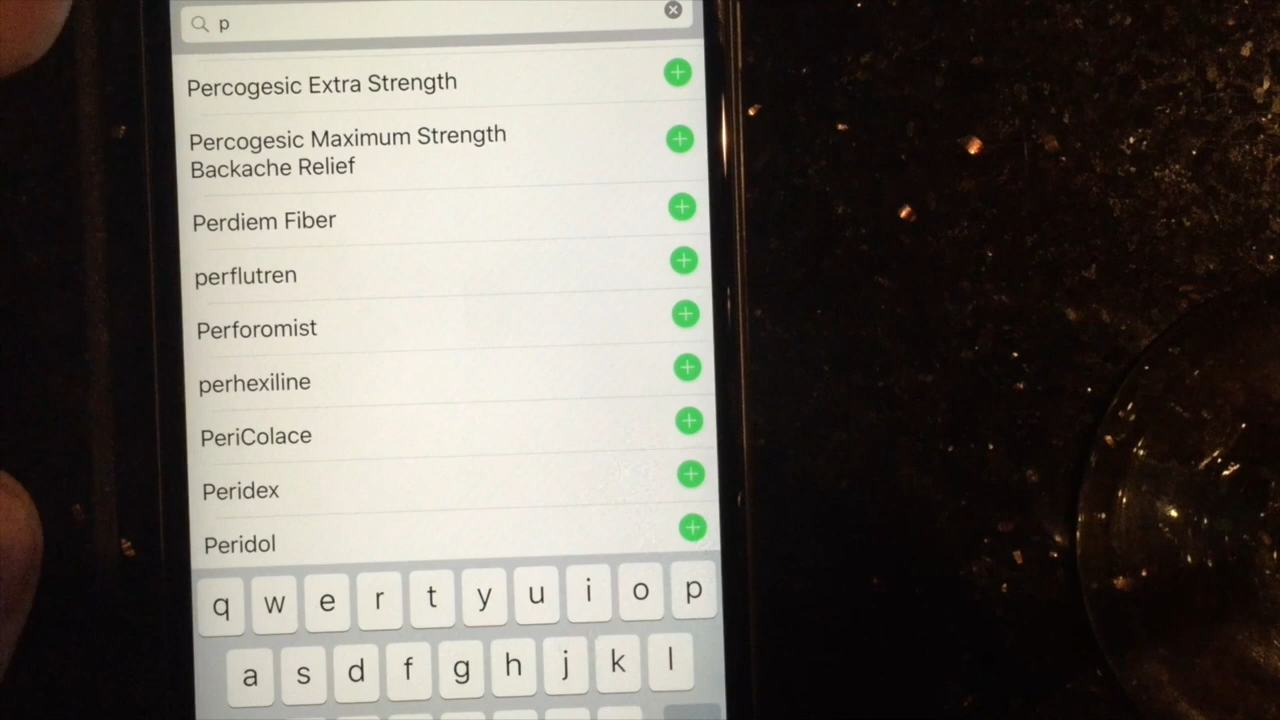 p
Percogesic Extra Strength
Percogesic Maximum Strength
Backache Relief
Perdiem Fiber
perflutren
Perforomist
perhexiline
PeriColace
Peridex
Peridol
q w e r t y u i o p
a s d f g h j k l